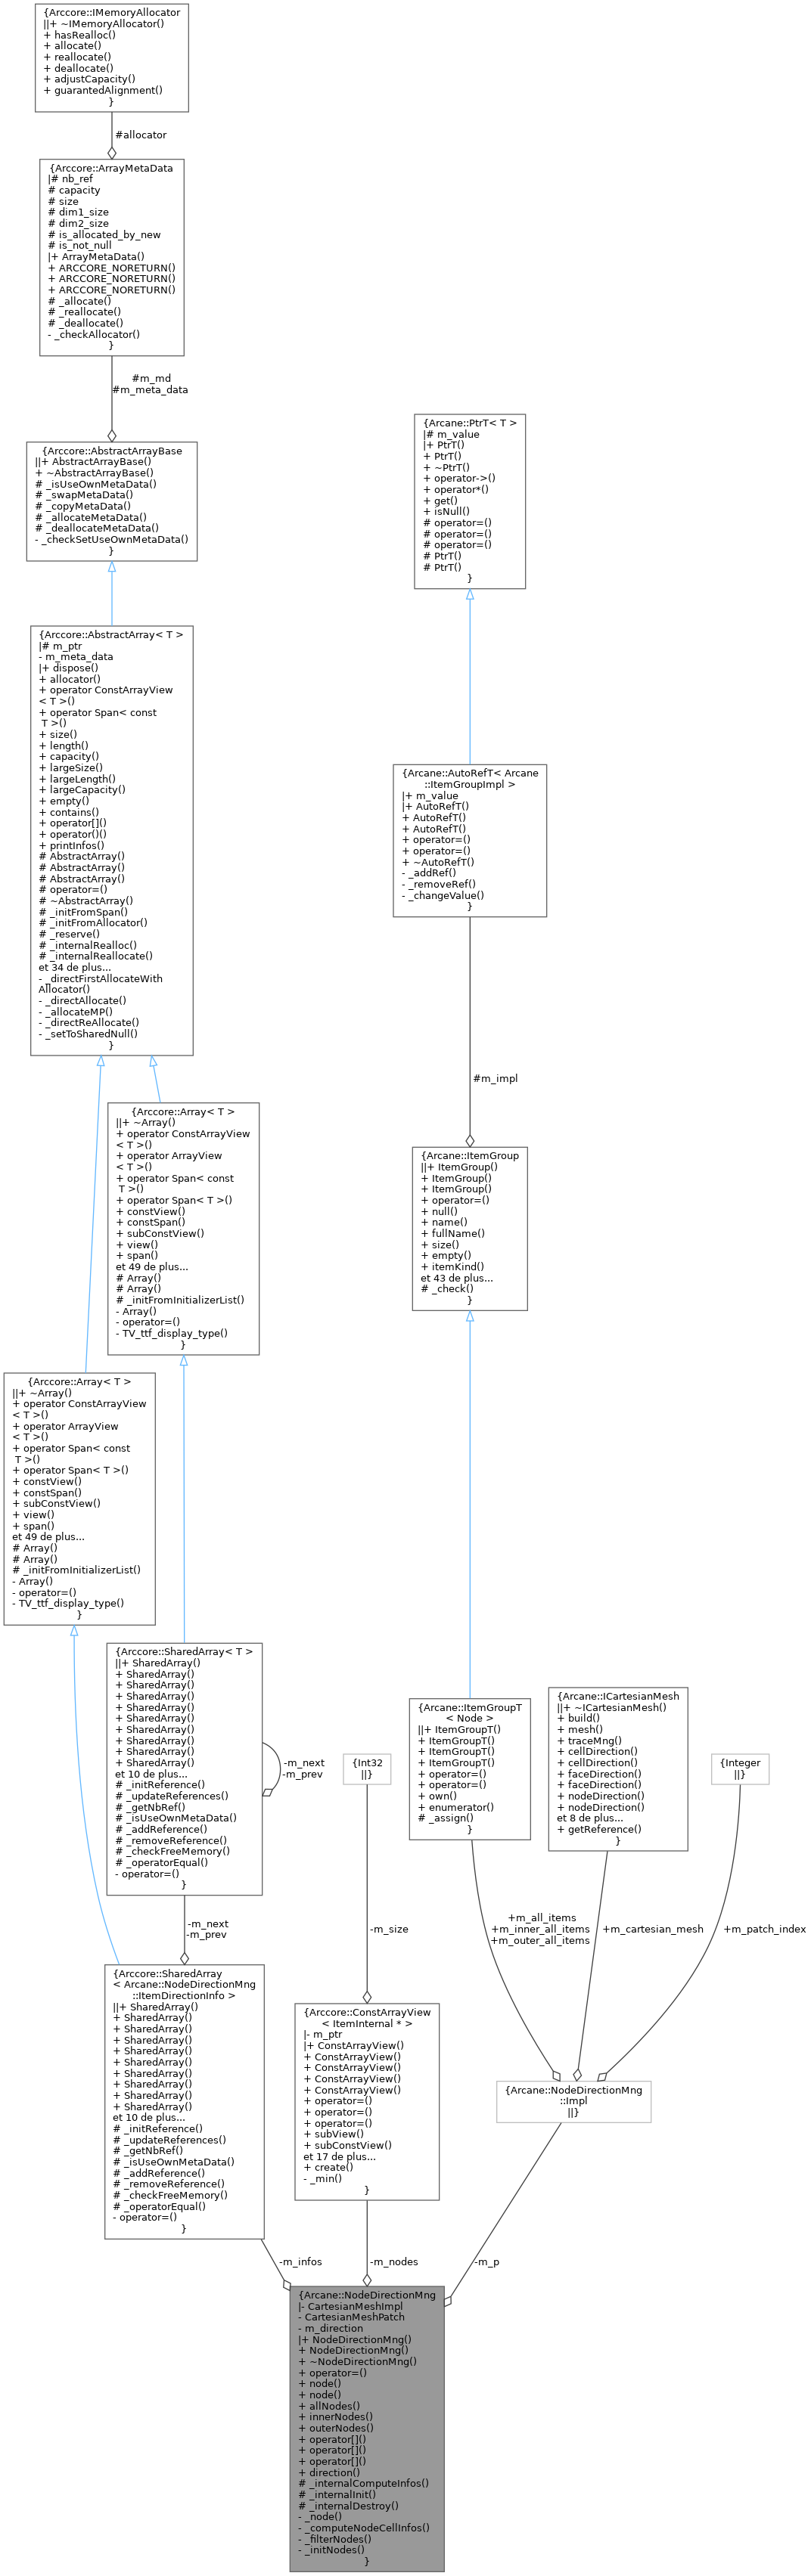 {Arccore::IMemoryAllocator
||+ ~IMemoryAllocator()
+ hasRealloc()
+ allocate()
+ reallocate()
+ deallocate()
+ adjustCapacity()
+ guarantedAlignment()
}
#allocator
{Arccore::ArrayMetaData
|# nb_ref
# capacity
# size
# dim1_size
# dim2_size
# is_allocated_by_new
# is_not_null
|+ ArrayMetaData()
+ ARCCORE_NORETURN()
+ ARCCORE_NORETURN()
+ ARCCORE_NORETURN()
# _allocate()
# _reallocate()
# _deallocate()
- _checkAllocator()
}
#m_md
#m_meta_data
{Arccore::AbstractArrayBase
||+ AbstractArrayBase()
+ ~AbstractArrayBase()
# _isUseOwnMetaData()
# _swapMetaData()
# _copyMetaData()
# _allocateMetaData()
# _deallocateMetaData()
- _checkSetUseOwnMetaData()
}
{Arccore::AbstractArray< T >
|# m_ptr
- m_meta_data
|+ dispose()
+ allocator()
+ operator ConstArrayView
< T >()
+ operator Span< const
T >()
+ size()
+ length()
+ capacity()
+ largeSize()
+ largeLength()
+ largeCapacity()
+ empty()
+ contains()
+ operator[]()
+ operator()()
+ printInfos()
# AbstractArray()
# AbstractArray()
# AbstractArray()
# operator=()
# ~AbstractArray()
# _initFromSpan()
# _initFromAllocator()
# _reserve()
# _internalRealloc()
# _internalReallocate()
et 34 de plus...
- _directFirstAllocateWith
Allocator()
- _directAllocate()
- _allocateMP()
- _directReAllocate()
- _setToSharedNull()
}
{Arccore::Array< T >
||+ ~Array()
+ operator ConstArrayView
< T >()
+ operator ArrayView
< T >()
+ operator Span< const
T >()
+ operator Span< T >()
+ constView()
+ constSpan()
+ subConstView()
+ view()
+ span()
et 49 de plus...
# Array()
# Array()
# _initFromInitializerList()
- Array()
- operator=()
- TV_ttf_display_type()
}
{Arccore::Array< T >
||+ ~Array()
+ operator ConstArrayView
< T >()
+ operator ArrayView
< T >()
+ operator Span< const
T >()
+ operator Span< T >()
+ constView()
+ constSpan()
+ subConstView()
+ view()
+ span()
et 49 de plus...
# Array()
# Array()
# _initFromInitializerList()
- Array()
- operator=()
- TV_ttf_display_type()
}
{Arccore::SharedArray< T >
||+ SharedArray()
+ SharedArray()
+ SharedArray()
+ SharedArray()
+ SharedArray()
+ SharedArray()
+ SharedArray()
+ SharedArray()
+ SharedArray()
+ SharedArray()
et 10 de plus...
# _initReference()
# _updateReferences()
# _getNbRef()
# _isUseOwnMetaData()
# _addReference()
# _removeReference()
# _checkFreeMemory()
# _operatorEqual()
- operator=()
}
-m_next
-m_prev
-m_next
-m_prev
{Arccore::SharedArray
< Arcane::NodeDirectionMng
::ItemDirectionInfo >
||+ SharedArray()
+ SharedArray()
+ SharedArray()
+ SharedArray()
+ SharedArray()
+ SharedArray()
+ SharedArray()
+ SharedArray()
+ SharedArray()
+ SharedArray()
et 10 de plus...
# _initReference()
# _updateReferences()
# _getNbRef()
# _isUseOwnMetaData()
# _addReference()
# _removeReference()
# _checkFreeMemory()
# _operatorEqual()
- operator=()
}
-m_infos
{Int32
||}
-m_size
{Arccore::ConstArrayView
< ItemInternal * >
|- m_ptr
|+ ConstArrayView()
+ ConstArrayView()
+ ConstArrayView()
+ ConstArrayView()
+ ConstArrayView()
+ operator=()
+ operator=()
+ operator=()
+ subView()
+ subConstView()
et 17 de plus...
+ create()
- _min()
}
-m_nodes
{Arcane::PtrT< T >
|# m_value
|+ PtrT()
+ PtrT()
+ ~PtrT()
+ operator->()
+ operator*()
+ get()
+ isNull()
# operator=()
# operator=()
# operator=()
# PtrT()
# PtrT()
}
{Arcane::AutoRefT< Arcane
::ItemGroupImpl >
|+ m_value
|+ AutoRefT()
+ AutoRefT()
+ AutoRefT()
+ operator=()
+ operator=()
+ ~AutoRefT()
- _addRef()
- _removeRef()
- _changeValue()
}
#m_impl
{Arcane::ItemGroup
||+ ItemGroup()
+ ItemGroup()
+ ItemGroup()
+ operator=()
+ null()
+ name()
+ fullName()
+ size()
+ empty()
+ itemKind()
et 43 de plus...
# _check()
}
{Arcane::ItemGroupT
< Node >
||+ ItemGroupT()
+ ItemGroupT()
+ ItemGroupT()
+ ItemGroupT()
+ operator=()
+ operator=()
+ own()
+ enumerator()
# _assign()
}
+m_all_items
+m_inner_all_items
+m_outer_all_items
{Arcane::ICartesianMesh
||+ ~ICartesianMesh()
+ build()
+ mesh()
+ traceMng()
+ cellDirection()
+ cellDirection()
+ faceDirection()
+ faceDirection()
+ nodeDirection()
+ nodeDirection()
et 8 de plus...
+ getReference()
}
+m_cartesian_mesh
{Integer
||}
+m_patch_index
{Arcane::NodeDirectionMng
::Impl
||}
-m_p
{Arcane::NodeDirectionMng
|- CartesianMeshImpl
- CartesianMeshPatch
- m_direction
|+ NodeDirectionMng()
+ NodeDirectionMng()
+ ~NodeDirectionMng()
+ operator=()
+ node()
+ node()
+ allNodes()
+ innerNodes()
+ outerNodes()
+ operator[]()
+ operator[]()
+ operator[]()
+ direction()
# _internalComputeInfos()
# _internalInit()
# _internalDestroy()
- _node()
- _computeNodeCellInfos()
- _filterNodes()
- _initNodes()
}